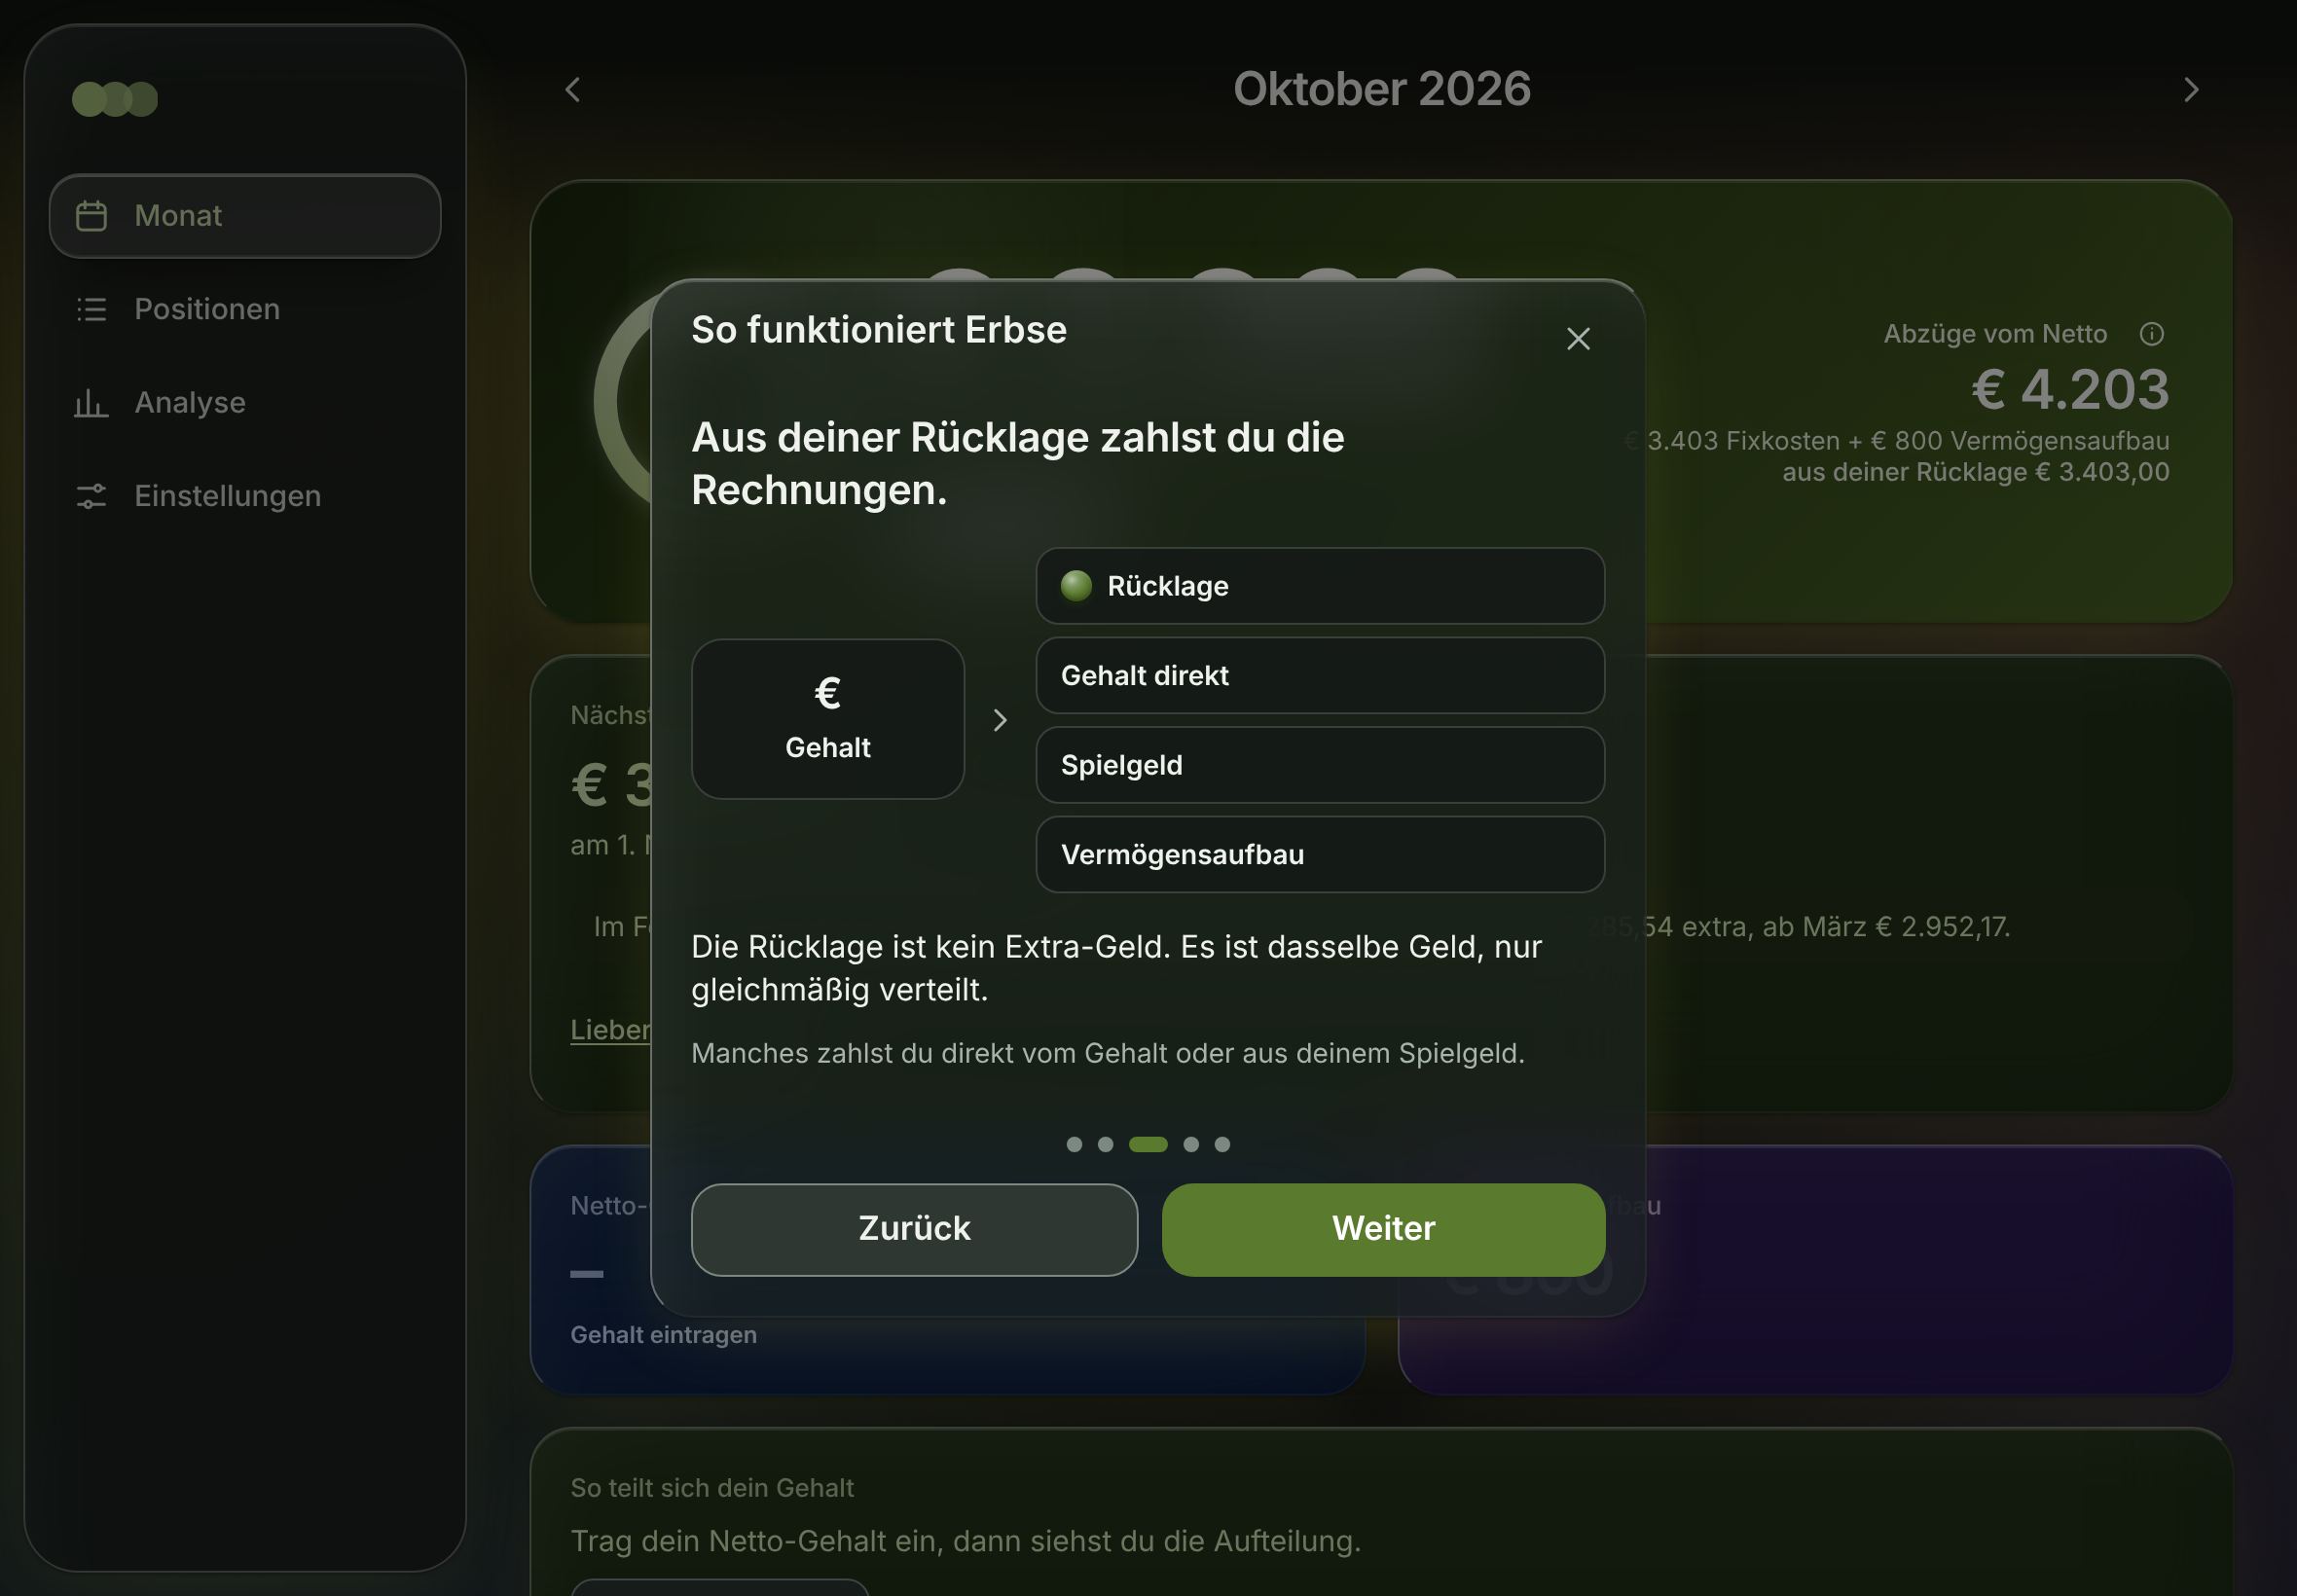 Oktober 2026
Monat
Positionen
Analyse
Einstellungen
Abzüge vom Netto
€ 4.203
€ 3.403 Fixkosten + € 800 Vermögensaufbau
aus deiner Rücklage € 3.403,00
So funktioniert Erbse
Aus deiner Rücklage zahlst du die
Rechnungen.
€
Gehalt
Rücklage
Gehalt direkt
Spielgeld
Vermögensaufbau
Die Rücklage ist kein Extra-Geld. Es ist dasselbe Geld, nur
gleichmäßig verteilt.
Manches zahlst du direkt vom Gehalt oder aus deinem Spielgeld.
Zurück
Weiter
€ 3
am 1.
Im
extra, ab März € 2.952,17.
Netto-
–
Gehalt eintragen
€ 800
So teilt sich dein Gehalt
Trag dein Netto-Gehalt ein, dann siehst du die Aufteilung.